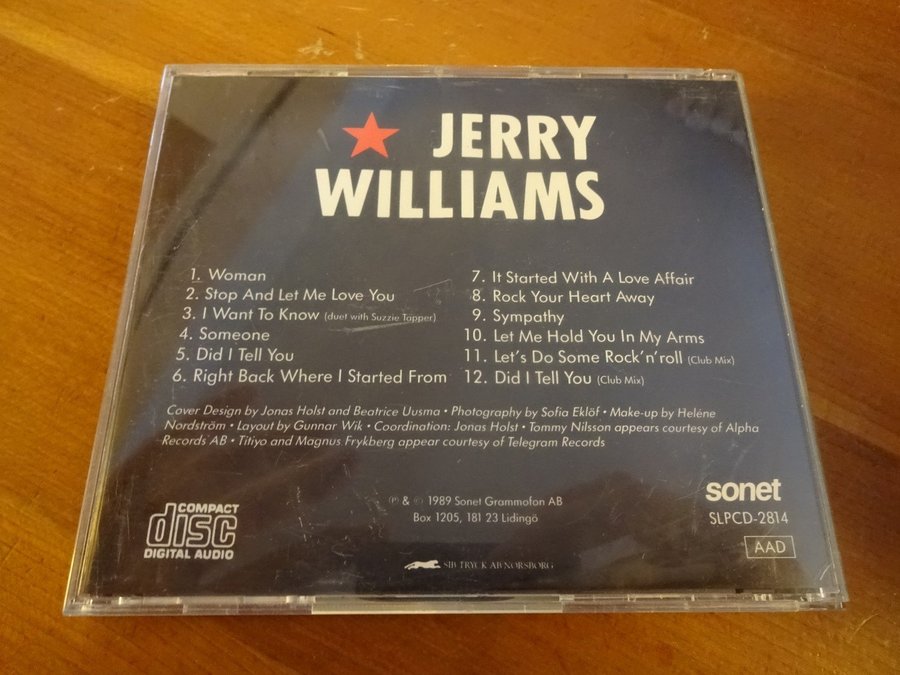 JERRY
WILLIAMS
1. Woman
2. Stop And Let Me Love You
3. I Want To Know (duet with Suzzie Tapper)
4. Someone
5. Did I Tell You
6. Right Back Where I Started From
7. It Started With A Love Affair
8. Rock Your Heart Away
9. Sympathy
10. Let Me Hold You In My Arms
11. Let's Do Some Rock'n'roll (Club Mix)
12. Did I Tell You (Club Mix)
Cover Design by Jonas Holst and Beatrice Uusma • Photography by Sofia Eklöf • Make-up by Heléne
Nordström • Layout by Gunnar Wik • Coordination: Jonas Holst • Tommy Nilsson appears courtesy of Alpha
Records AB • Titiyo and Magnus Frykberg appear courtesy of Telegram Records
COMPACT
disc
DIGITAL AUDIO
℗ & © 1989 Sonet Grammofon AB
Box 1205, 181 23 Lidingö
SIB TRYCK AB NORSBORG
sonet
SLPCD-2814
AAD